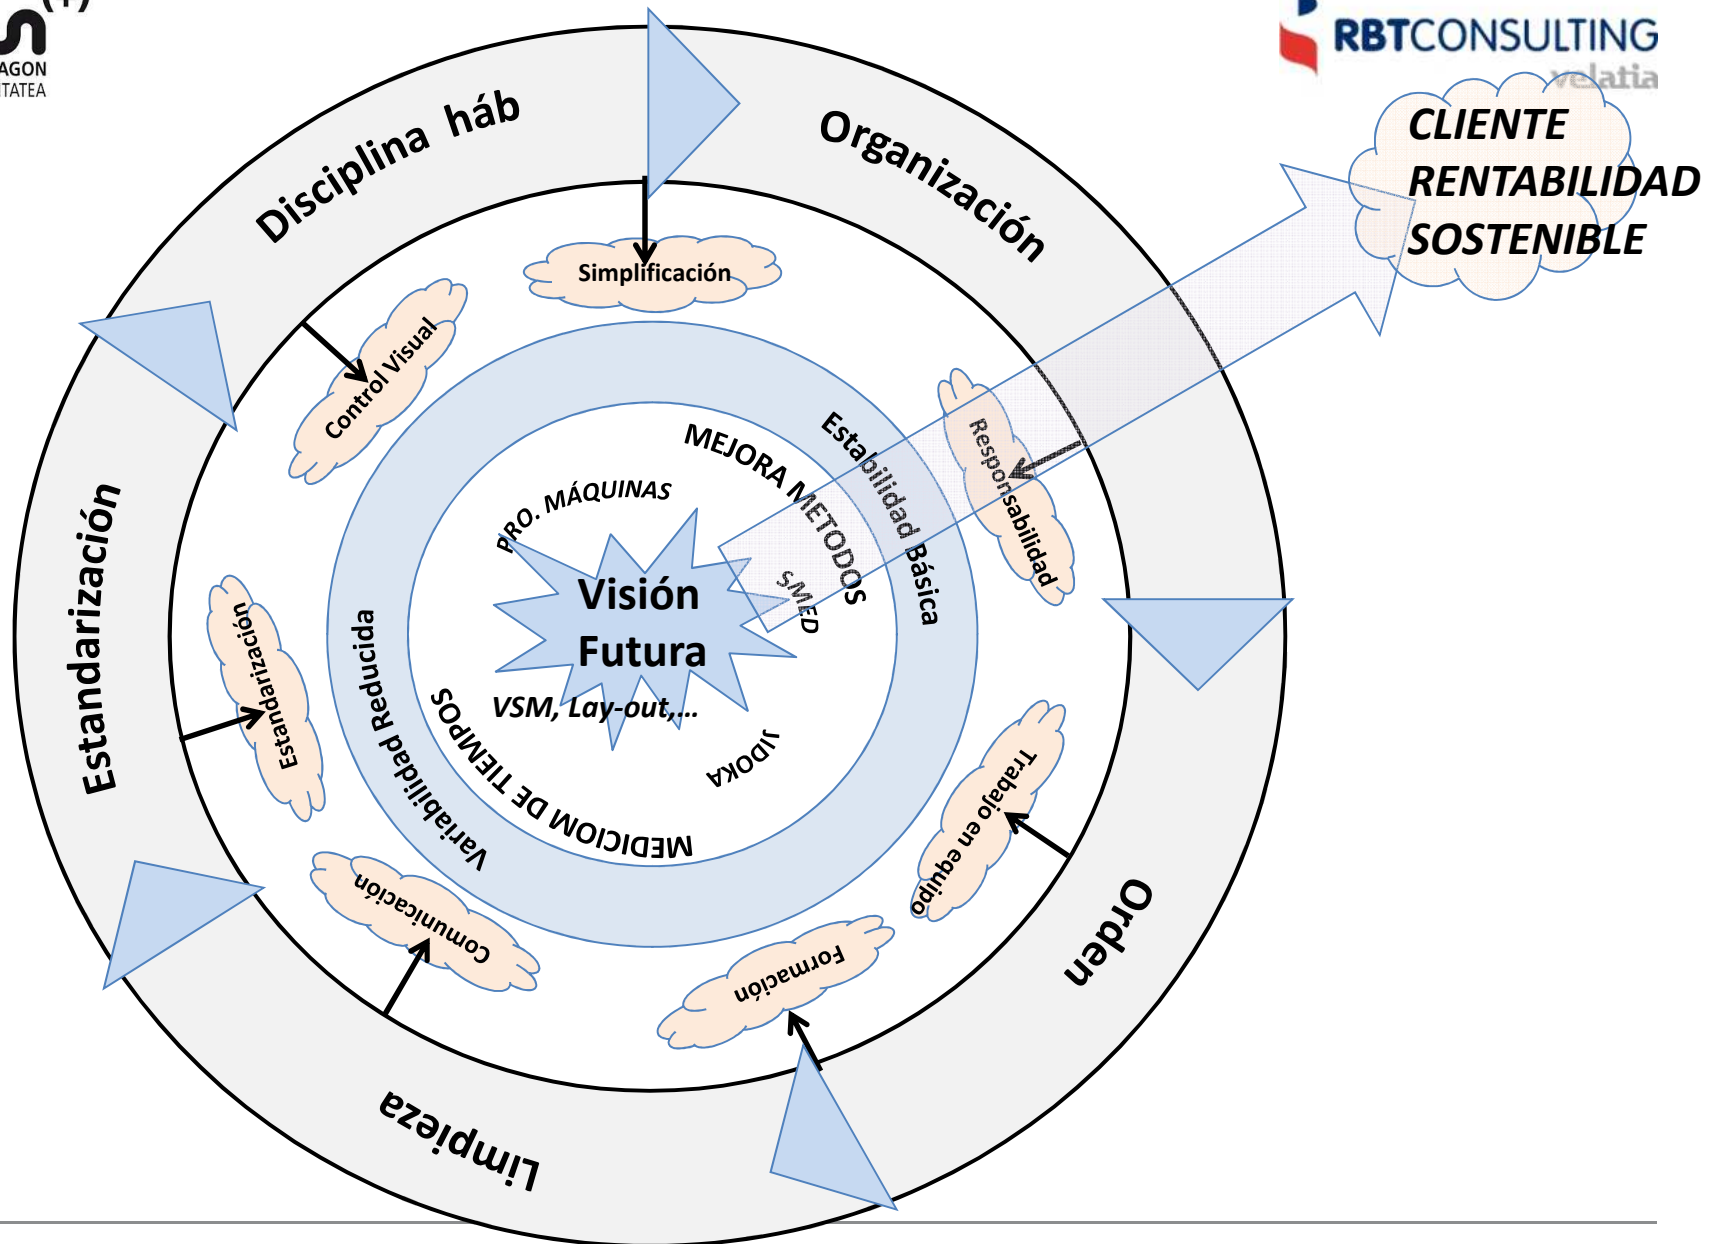 (+)
AGON
TATEA
RBTCONSULTING
velatia
CLIENTE
RENTABILIDAD
SOSTENIBLE
Disciplina háb
Organización
Orden
Limpieza
Estandarización
Simplificación
Responsabilidad
Trabajo en equipo
Formación
Comunicación
Estandarización
Control Visual
Estabilidad Básica
Variabilidad Reducida
MEJORA METODOS
MEDICIOM DE TIEMPOS
PRO. MÁQUINAS
SMED
JIDOKA
Visión
Futura
VSM, Lay-out,...